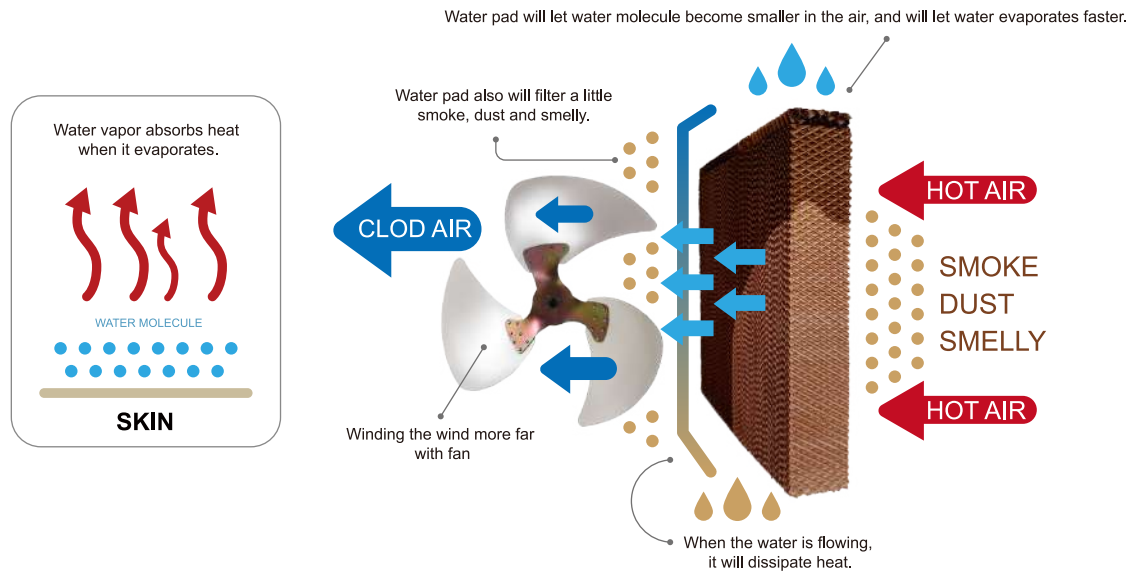 Water pad will let water molecule become smaller in the air, and will let water evaporates faster.
Water pad also will filter a little
smoke, dust and smelly.
Water vapor absorbs heat
when it evaporates.
WATER MOLECULE
SKIN
CLOD AIR
HOT AIR
SMOKE
DUST
SMELLY
HOT AIR
Winding the wind more far
with fan
When the water is flowing,
it will dissipate heat.